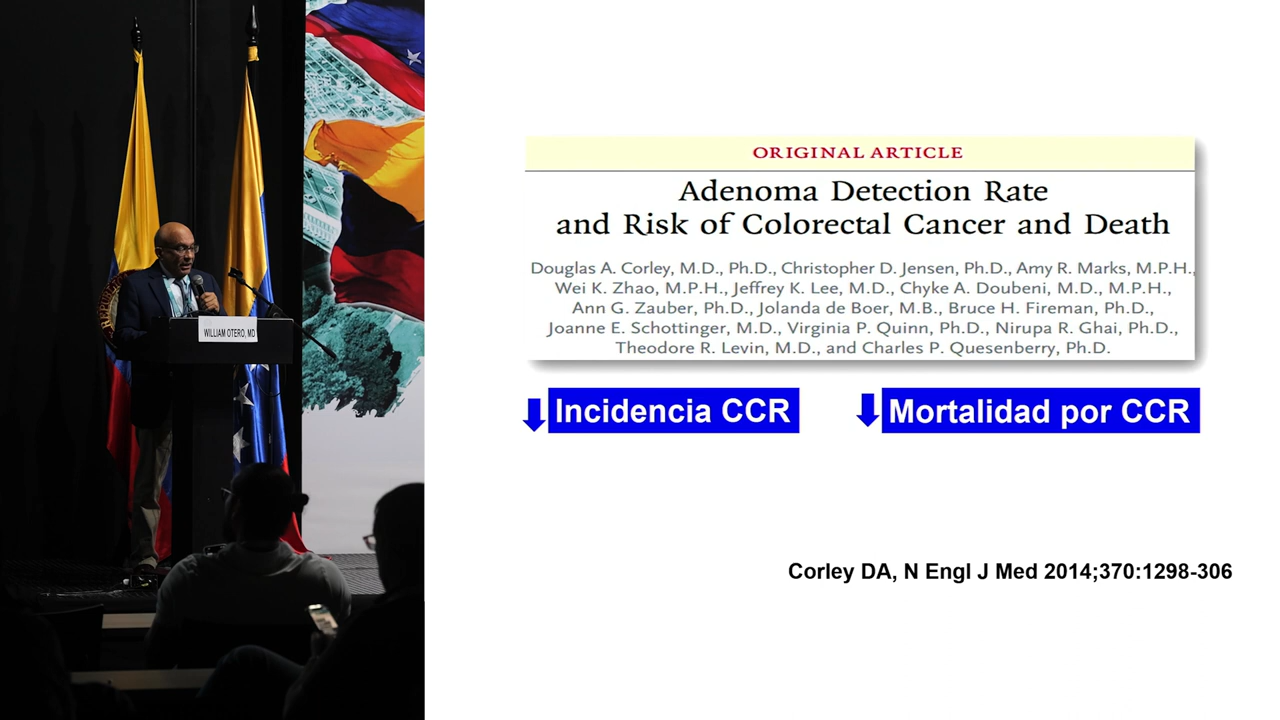 WILLIAM OTERO, MD
ORIGINAL ARTICLE
Adenoma Detection Rate
and Risk of Colorectal Cancer and Death
Douglas A. Corley, M.D., Ph.D., Christopher D. Jensen, Ph.D., Amy R. Marks, M.P.H.,
Wei K. Zhao, M.P.H., Jeffrey K. Lee, M.D., Chyke A. Doubeni, M.D., M.P.H.,
Ann G. Zauber, Ph.D., Jolanda de Boer, M.B., Bruce H. Fireman, Ph.D.,
Joanne E. Schottinger, M.D., Virginia P. Quinn, Ph.D., Nirupa R. Ghai, Ph.D.,
Theodore R. Levin, M.D., and Charles P. Quesenberry, Ph.D.
Incidencia CCR
Mortalidad por CCR
Corley DA, N Engl J Med 2014;370:1298-306